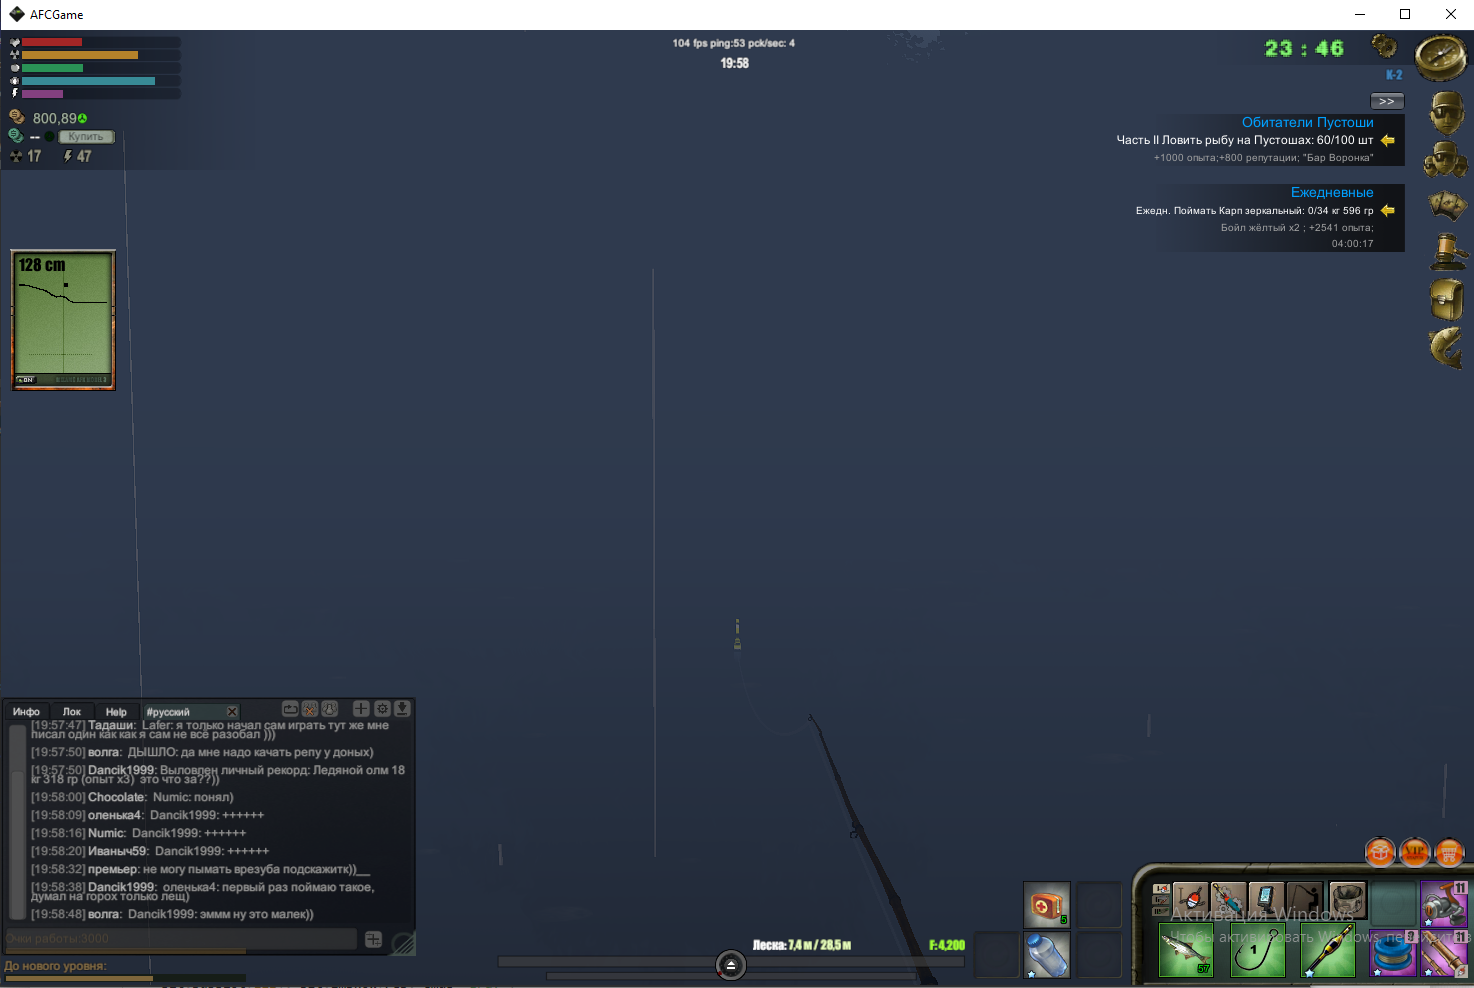 AFCGame
104 fps ping:53 pck/sec: 4
19:58
23 : 46
K-2
>>
800,89
-- Купить
17 47
Обитатели Пустоши
Часть II Ловить рыбу на Пустошах: 60/100 шт
+1000 опыта;+800 репутации; "Бар Воронка"
Ежедневные
Ежедн. Поймать Карп зеркальный: 0/34 кг 596 гр
Бойл жёлтый x2 ; +2541 опыта;
04:00:17
128 cm
ON
Инфо Лок Help #русский
[19:57:47] Тадаши: Lafer: я только начал сам играть тут же мне
писал один как как я сам не всё разобал )))
[19:57:50] волга: ДЫШЛО: да мне надо качать репу у доных)
[19:57:50] Dancik1999: Выловлен личный рекорд: Ледяной олм 18
кг 318 гр (опыт x3) это что за??))
[19:58:00] Chocolate: Numic: понял)
[19:58:09] оленька4: Dancik1999: ++++++
[19:58:16] Numic: Dancik1999: ++++++
[19:58:20] Иваныч59: Dancik1999: ++++++
[19:58:32] премьер: не могу пымать врезуба подскажитк))__
[19:58:38] Dancik1999: оленька4: первый раз поймаю такое,
думал на горох только лещ)
[19:58:48] волга: Dancik1999: эммм ну это малек))
Очки работы:3000
До нового уровня:
Леска: 7,4 м / 28,5 м
F: 4,200
5
VIP
11
Активация Windows
Чтобы активировать Windows, перейдите в
57
1
11